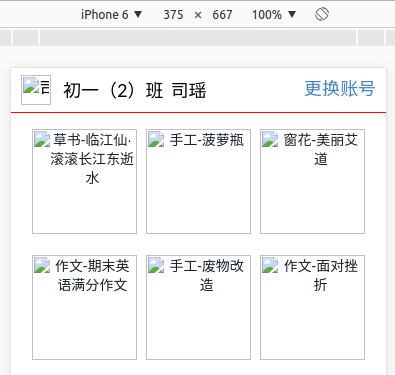 iPhone 6 ▼ 375 × 667 100% ▼
初一（2）班 司瑶 更换账号
草书-临江仙·
滚滚长江东逝
水
手工-菠萝瓶
窗花-美丽艾
道
作文-期末英
语满分作文
手工-废物改
造
作文-面对挫
折